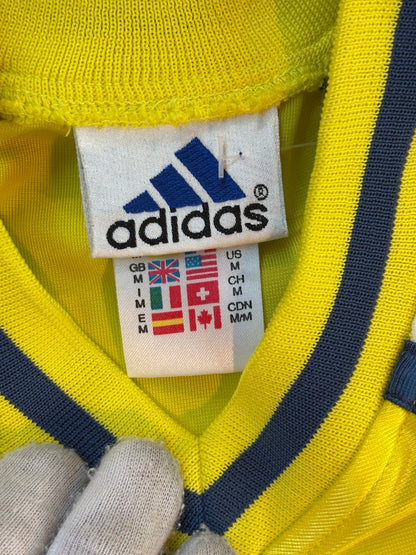 adidas ®
M
GB US
M M
I CH
M M
E CDN
M M/M